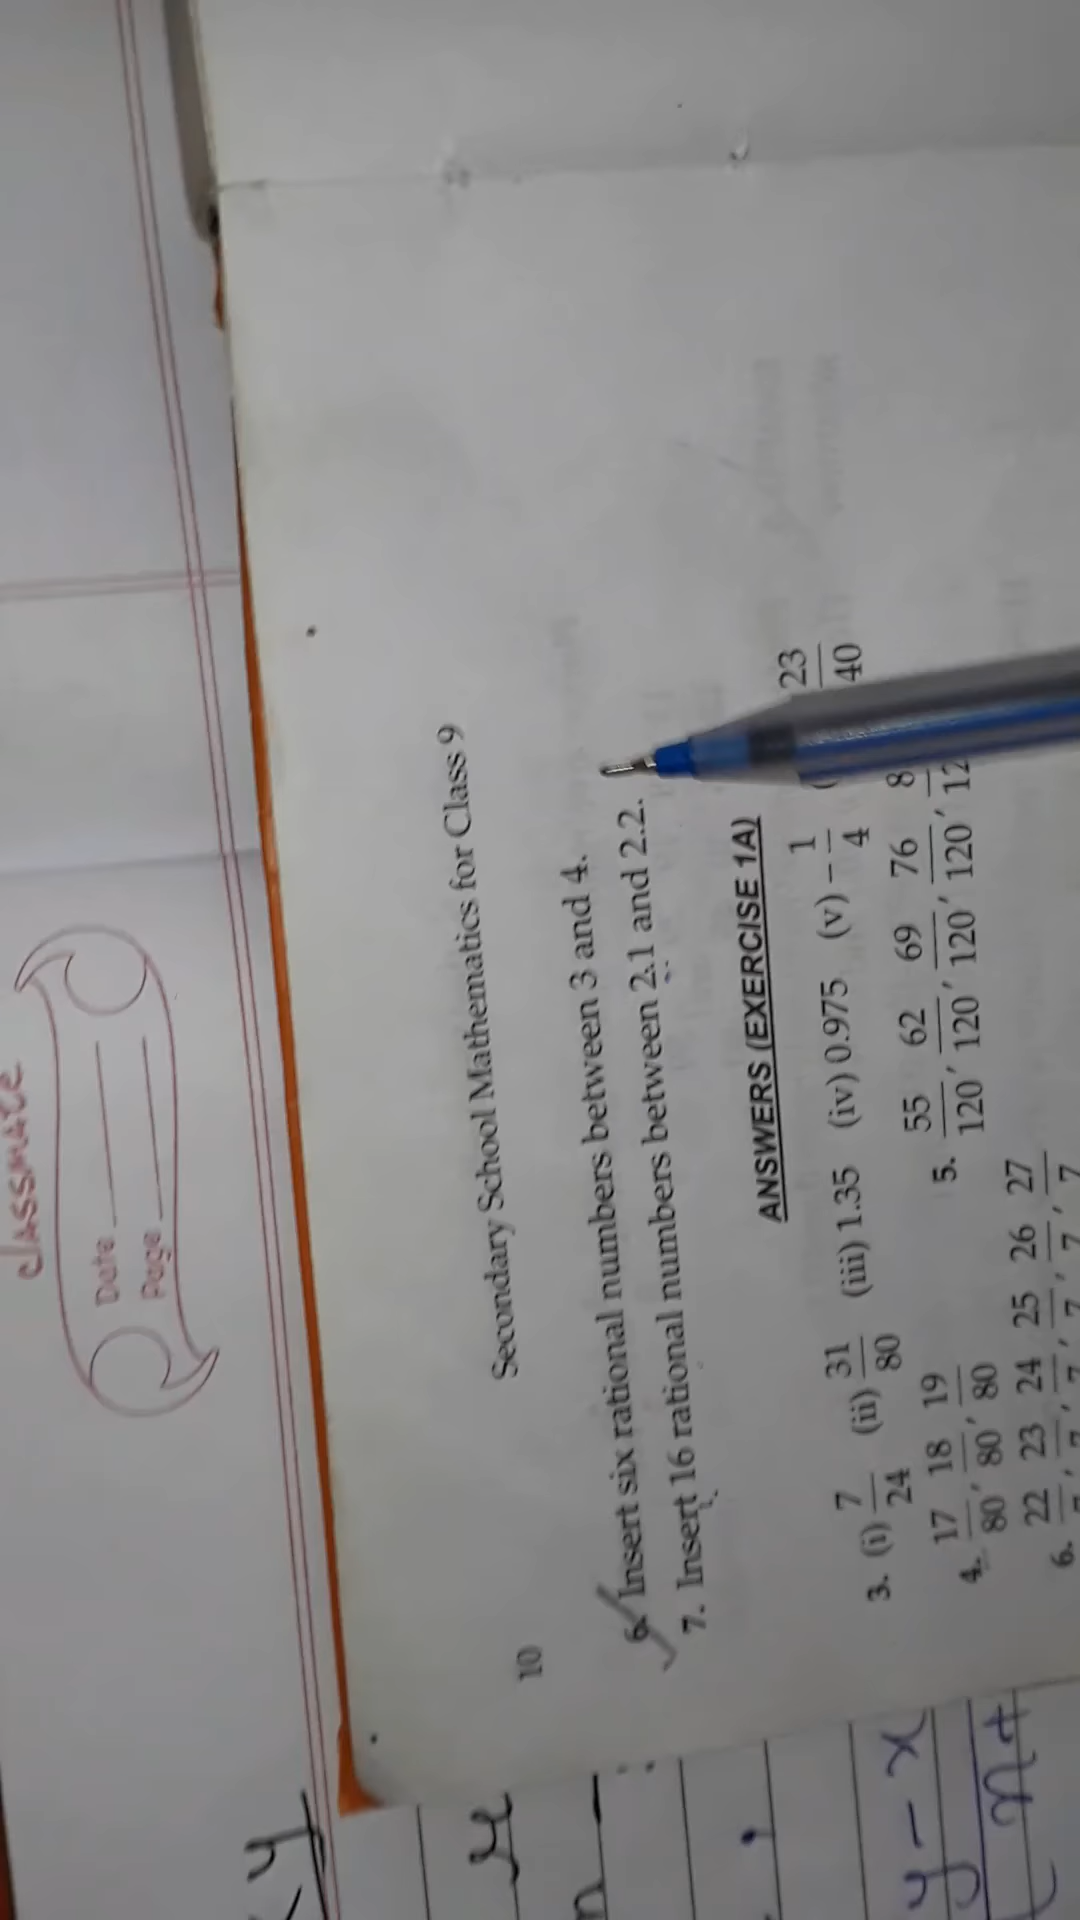 classmate
Date
Page
10
Secondary School Mathematics for Class 9
6. Insert six rational numbers between 3 and 4.
7. Insert 16 rational numbers between 2.1 and 2.2.
ANSWERS (EXERCISE 1A)
3. (i) 7/24 (ii) 31/80 (iii) 1.35 (iv) 0.975 (v) −1/4 ( 23/40
4. 17/80, 18/80, 19/80 5. 55/120, 62/120, 69/120, 76/120,
6. 22/7, 23/7, 24/7, 25/7, 26/7, 27/7
y - x